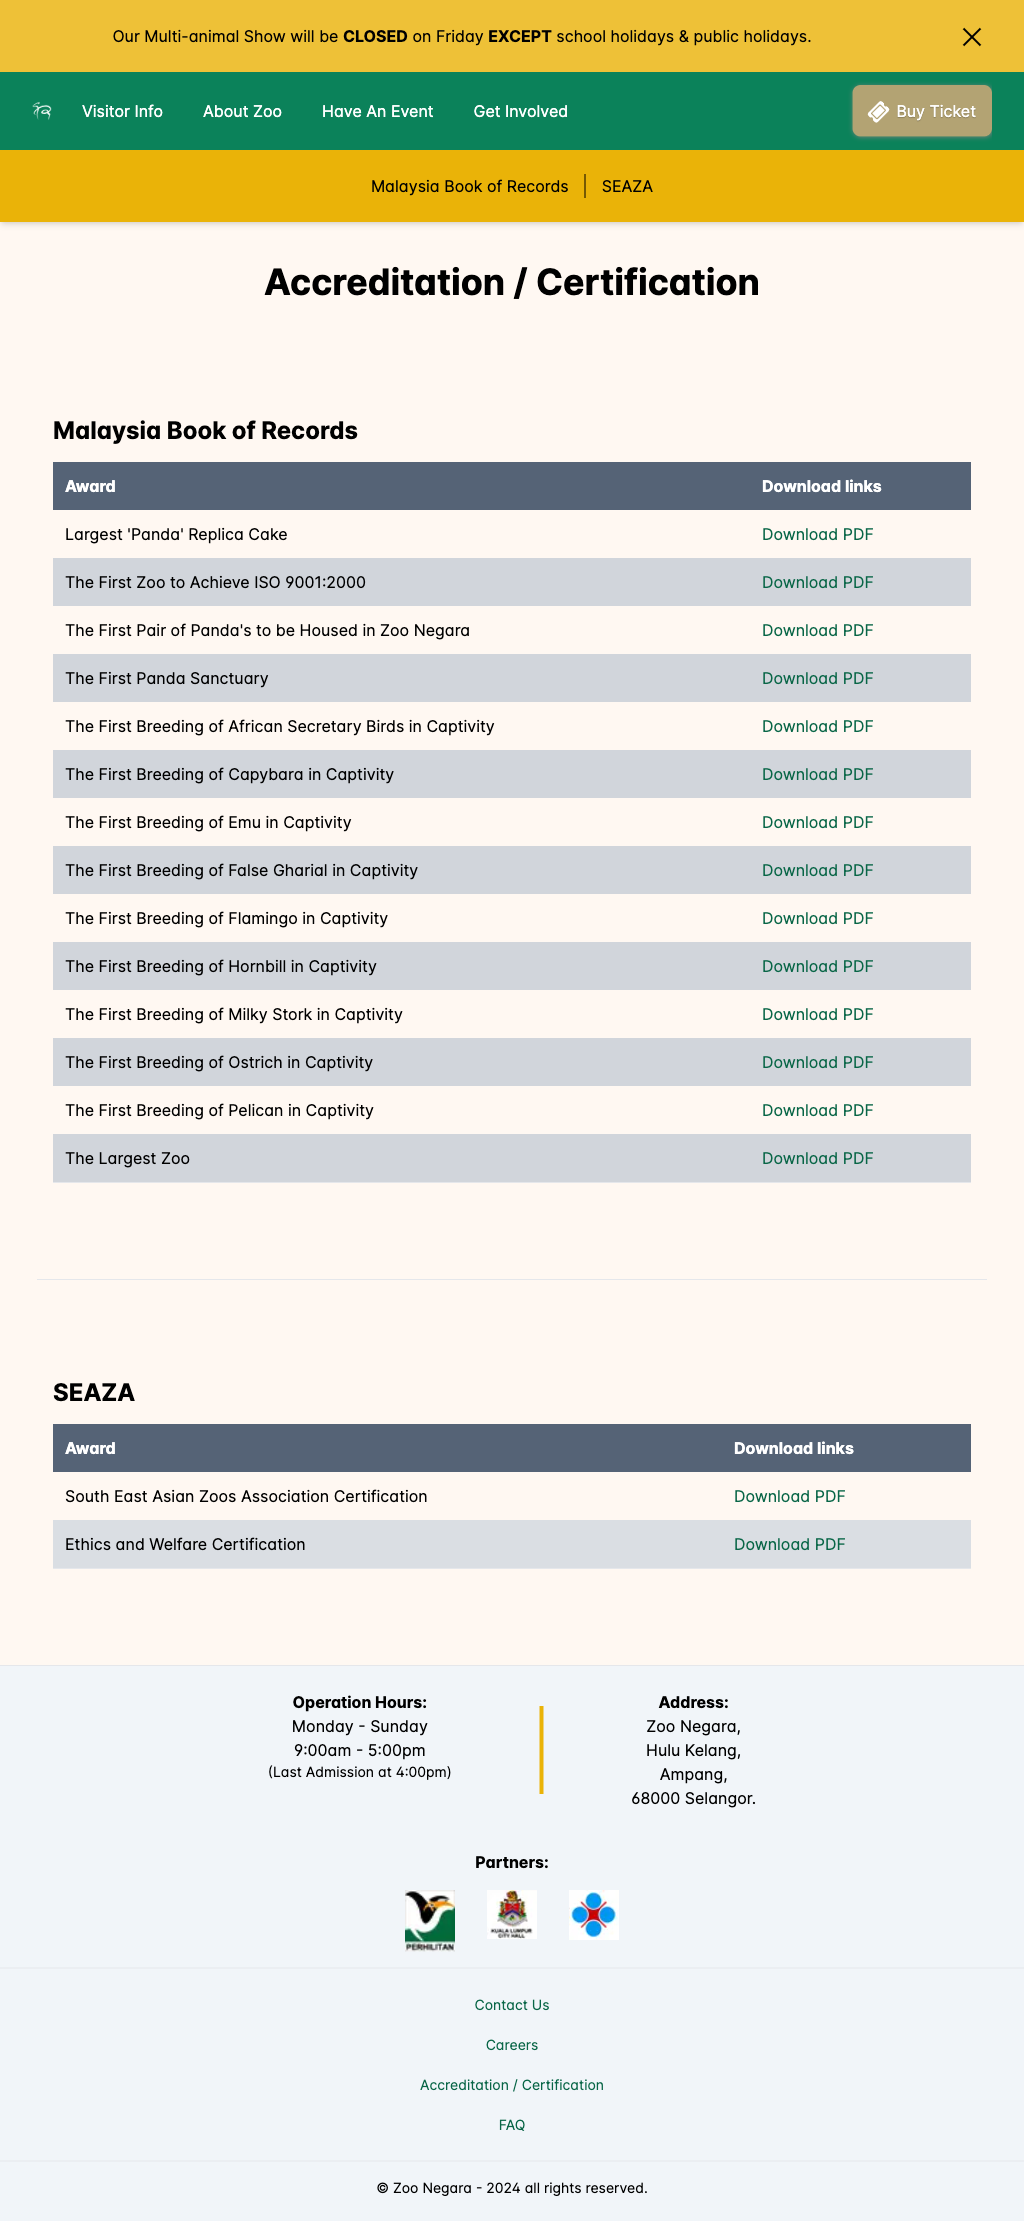 Our Multi-animal Show will be CLOSED on Friday EXCEPT school holidays & public holidays.
Visitor Info
About Zoo
Have An Event
Get Involved
Buy Ticket
Malaysia Book of Records
SEAZA
Accreditation / Certification
Malaysia Book of Records
Award Download links
Largest 'Panda' Replica Cake Download PDF
The First Zoo to Achieve ISO 9001:2000 Download PDF
The First Pair of Panda's to be Housed in Zoo Negara Download PDF
The First Panda Sanctuary Download PDF
The First Breeding of African Secretary Birds in Captivity Download PDF
The First Breeding of Capybara in Captivity Download PDF
The First Breeding of Emu in Captivity Download PDF
The First Breeding of False Gharial in Captivity Download PDF
The First Breeding of Flamingo in Captivity Download PDF
The First Breeding of Hornbill in Captivity Download PDF
The First Breeding of Milky Stork in Captivity Download PDF
The First Breeding of Ostrich in Captivity Download PDF
The First Breeding of Pelican in Captivity Download PDF
The Largest Zoo Download PDF
SEAZA
Award Download links
South East Asian Zoos Association Certification Download PDF
Ethics and Welfare Certification Download PDF
Operation Hours:
Monday - Sunday
9:00am - 5:00pm
(Last Admission at 4:00pm)
Address:
Zoo Negara,
Hulu Kelang,
Ampang,
68000 Selangor.
Partners:
PERHILITAN
KUALA LUMPUR
CITY HALL
Contact Us
Careers
Accreditation / Certification
FAQ
© Zoo Negara - 2024 all rights reserved.